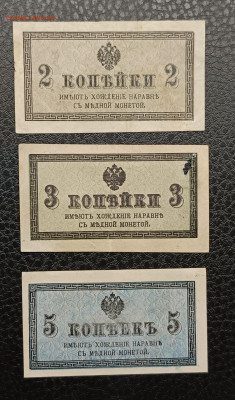 2 КОПѢЙКИ 2
ИМѢЮТЪ ХОЖДЕНІЕ НАРАВНѢ
СЪ МѢДНОЙ МОНЕТОЙ.
3 КОПѢЙКИ 3
ИМѢЮТЪ ХОЖДЕНІЕ НАРАВНѢ
СЪ МѢДНОЙ МОНЕТОЙ.
5 КОПѢЕКЪ 5
ИМѢЮТЪ ХОЖДЕНІЕ НАРАВНѢ
СЪ МѢДНОЙ МОНЕТОЙ.